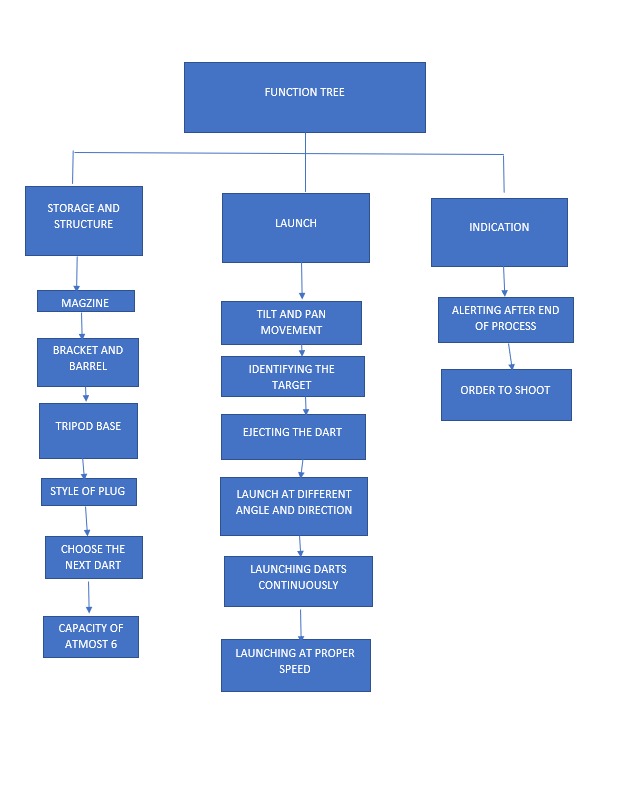 FUNCTION TREE
STORAGE AND
STRUCTURE
MAGZINE
BRACKET AND
BARREL
TRIPOD BASE
STYLE OF PLUG
CHOOSE THE
NEXT DART
CAPACITY OF
ATMOST 6
LAUNCH
TILT AND PAN
MOVEMENT
IDENTIFYING THE
TARGET
EJECTING THE DART
LAUNCH AT DIFFERENT
ANGLE AND DIRECTION
LAUNCHING DARTS
CONTINUOUSLY
LAUNCHING AT PROPER
SPEED
INDICATION
ALERTING AFTER END
OF PROCESS
ORDER TO SHOOT